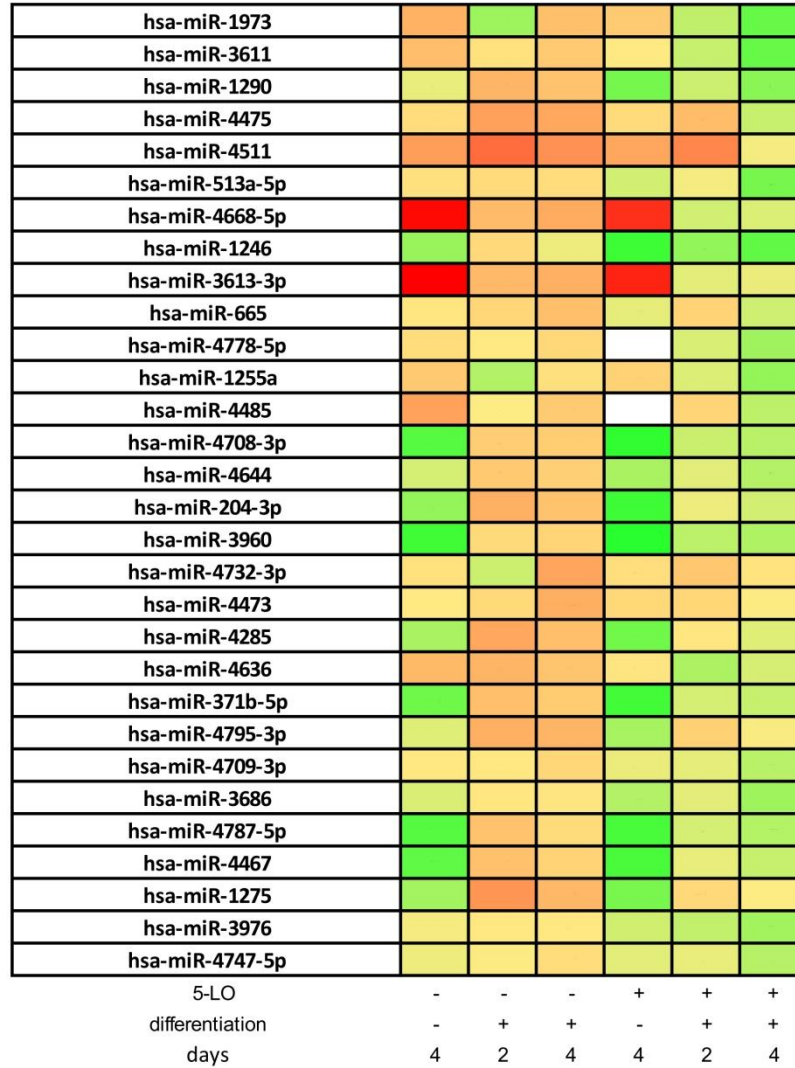 hsa-miR-1973
hsa-miR-3611
hsa-miR-1290
hsa-miR-4475
hsa-miR-4511
hsa-miR-513a-5p
hsa-miR-4668-5p
hsa-miR-1246
hsa-miR-3613-3p
hsa-miR-665
hsa-miR-4778-5p
hsa-miR-1255a
hsa-miR-4485
hsa-miR-4708-3p
hsa-miR-4644
hsa-miR-204-3p
hsa-miR-3960
hsa-miR-4732-3p
hsa-miR-4473
hsa-miR-4285
hsa-miR-4636
hsa-miR-371b-5p
hsa-miR-4795-3p
hsa-miR-4709-3p
hsa-miR-3686
hsa-miR-4787-5p
hsa-miR-4467
hsa-miR-1275
hsa-miR-3976
hsa-miR-4747-5p
5-LO - - - + + +
differentiation - + + - + +
days 4 2 4 4 2 4